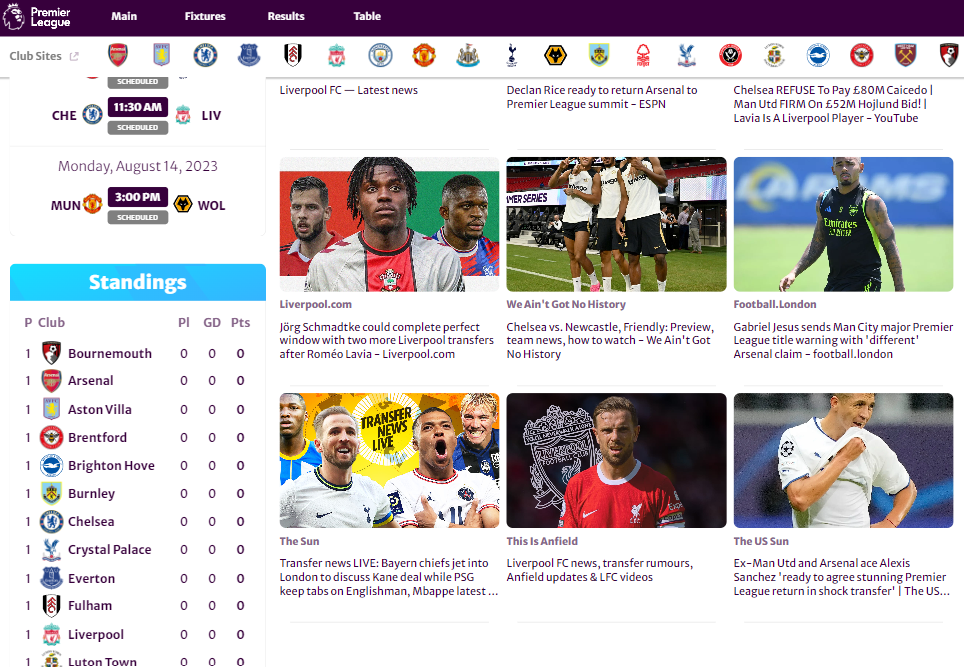 Premier
League
Main
Fixtures
Results
Table
Club Sites
SCHEDULED
CHE
11:30 AM
LIV
SCHEDULED
Monday, August 14, 2023
MUN
3:00 PM
WOL
SCHEDULED
Standings
P Club Pl GD Pts
1 Bournemouth 0 0 0
1 Arsenal 0 0 0
1 Aston Villa 0 0 0
1 Brentford 0 0 0
1 Brighton Hove 0 0 0
1 Burnley 0 0 0
1 Chelsea 0 0 0
1 Crystal Palace 0 0 0
1 Everton 0 0 0
1 Fulham 0 0 0
1 Liverpool 0 0 0
1 Luton Town 0 0 0
Liverpool FC — Latest news
Declan Rice ready to return Arsenal to
Premier League summit - ESPN
Chelsea REFUSE To Pay £80M Caicedo |
Man Utd FIRM On £52M Hojlund Bid! |
Lavia Is A Liverpool Player - YouTube
Liverpool.com
Jörg Schmadtke could complete perfect
window with two more Liverpool transfers
after Roméo Lavia - Liverpool.com
We Ain't Got No History
Chelsea vs. Newcastle, Friendly: Preview,
team news, how to watch - We Ain't Got
No History
Emirates
Football.London
Gabriel Jesus sends Man City major Premier
League title warning with 'different'
Arsenal claim - football.london
TRANSFER
NEWS
LIVE
The Sun
Transfer news LIVE: Bayern chiefs jet into
London to discuss Kane deal while PSG
keep tabs on Englishman, Mbappe latest ...
This Is Anfield
Liverpool FC news, transfer rumours,
Anfield updates & LFC videos
The US Sun
Ex-Man Utd and Arsenal ace Alexis
Sanchez 'ready to agree stunning Premier
League return in shock transfer' | The US...